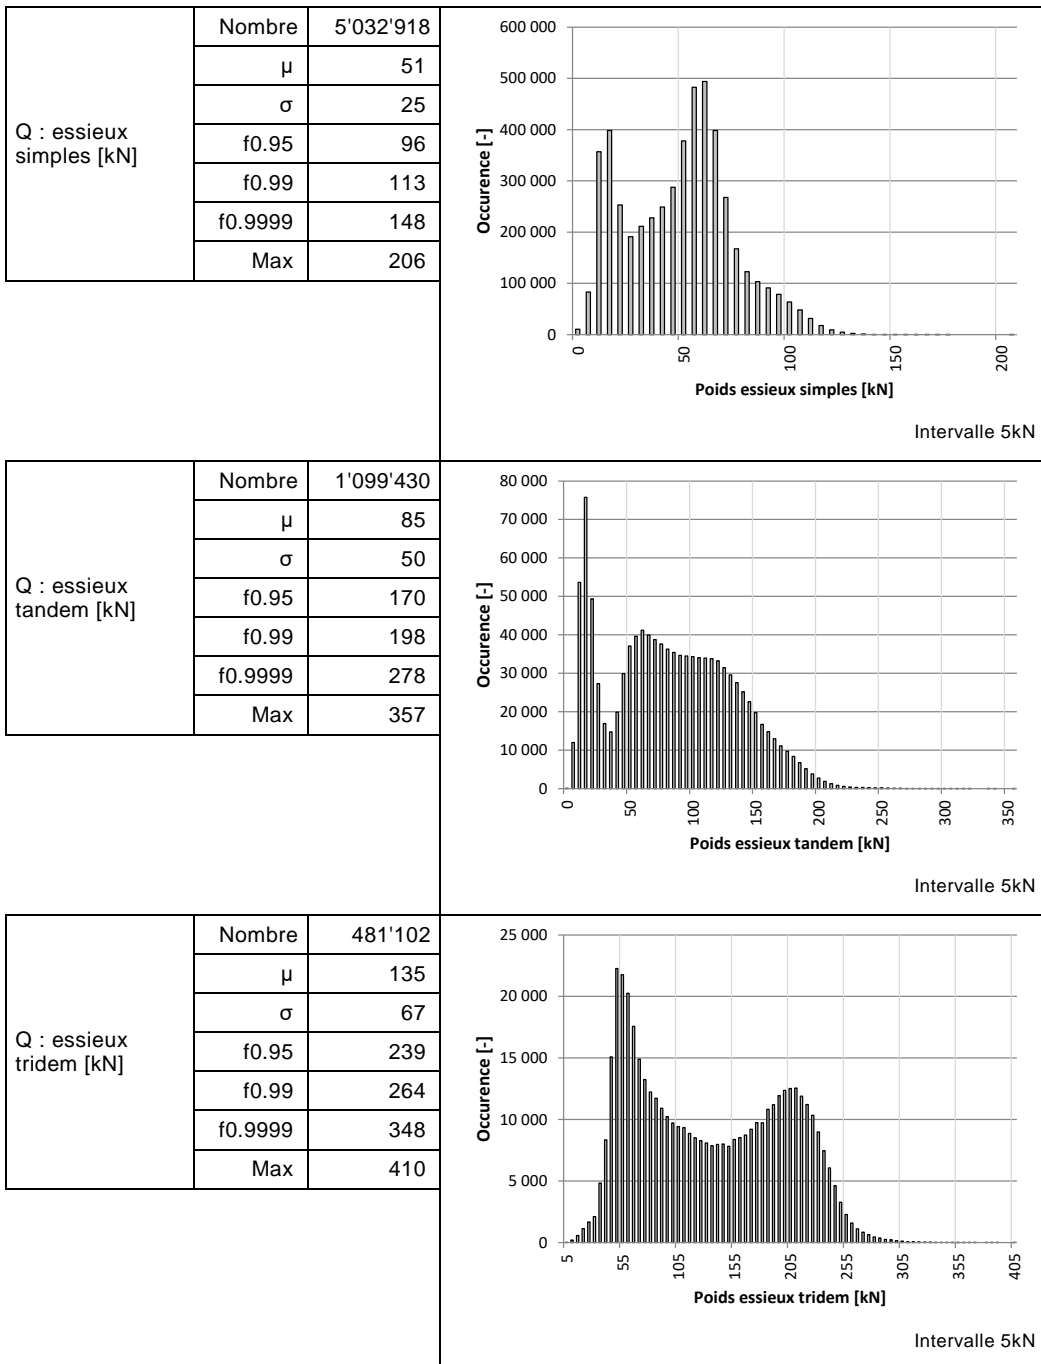 Q : essieux
simples [kN]
Nombre 5'032'918
µ 51
σ 25
f0.95 96
f0.99 113
f0.9999 148
Max 206
600 000
500 000
400 000
300 000
200 000
100 000
0
Occurence [-]
0 50 100 150 200
Poids essieux simples [kN]
Intervalle 5kN
Q : essieux
tandem [kN]
Nombre 1'099'430
µ 85
σ 50
f0.95 170
f0.99 198
f0.9999 278
Max 357
80 000
70 000
60 000
50 000
40 000
30 000
20 000
10 000
0
Occurence [-]
0 50 100 150 200 250 300 350
Poids essieux tandem [kN]
Intervalle 5kN
Q : essieux
tridem [kN]
Nombre 481'102
µ 135
σ 67
f0.95 239
f0.99 264
f0.9999 348
Max 410
25 000
20 000
15 000
10 000
5 000
0
Occurence [-]
5 55 105 155 205 255 305 355 405
Poids essieux tridem [kN]
Intervalle 5kN